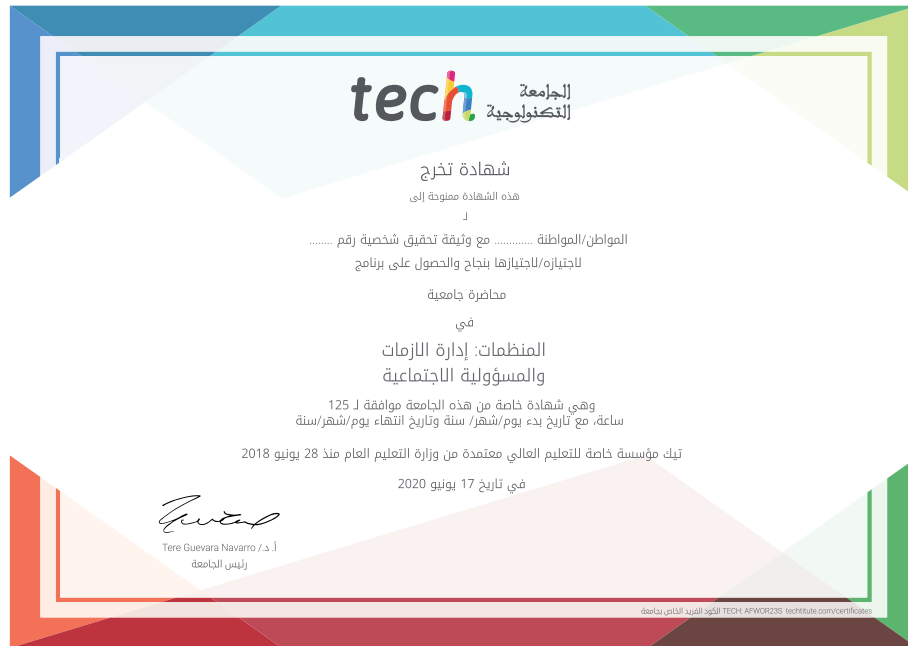 tech الجامعة
التكنولوجية
شهادة تخرج
هذه الشهادة ممنوحة إلى
لـ
المواطن/المواطنة ............. مع وثيقة تحقيق شخصية رقم ........
لاجتيازه/لاجتيازها بنجاح والحصول على برنامج
محاضرة جامعية
في
المنظمات: إدارة الازمات
والمسؤولية الاجتماعية
وهي شهادة خاصة من هذه الجامعة موافقة لـ 125
ساعة، مع تاريخ بدء يوم/شهر/ سنة وتاريخ انتهاء يوم/شهر/سنة
تيك مؤسسة خاصة للتعليم العالي معتمدة من وزارة التعليم العام منذ 28 يونيو 2018
في تاريخ 17 يونيو 2020
أ. د./ Tere Guevara Navarro
رئيس الجامعة
الكود الفريد الخاص بجامعة TECH: AFWOR23S techtitute.com/certificates